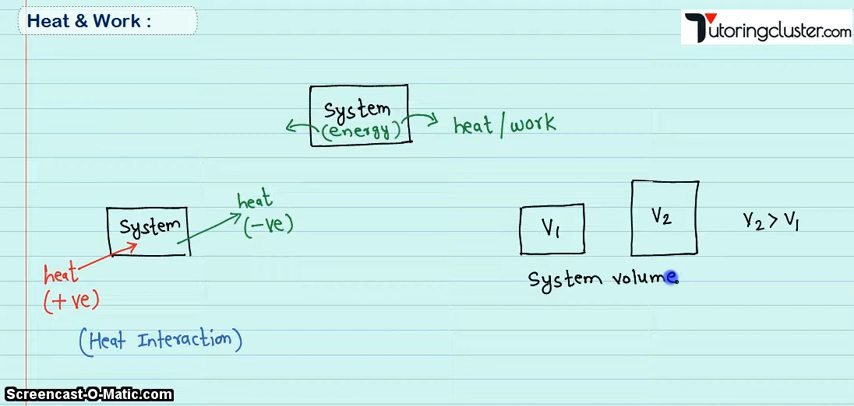 Heat & Work :
Tutoringcluster.com
System
(energy)
heat/work
System
heat
(-ve)
heat
(+ve)
(Heat Interaction)
V1
V2
V2 > V1
System volume.
Screencast-O-Matic.com